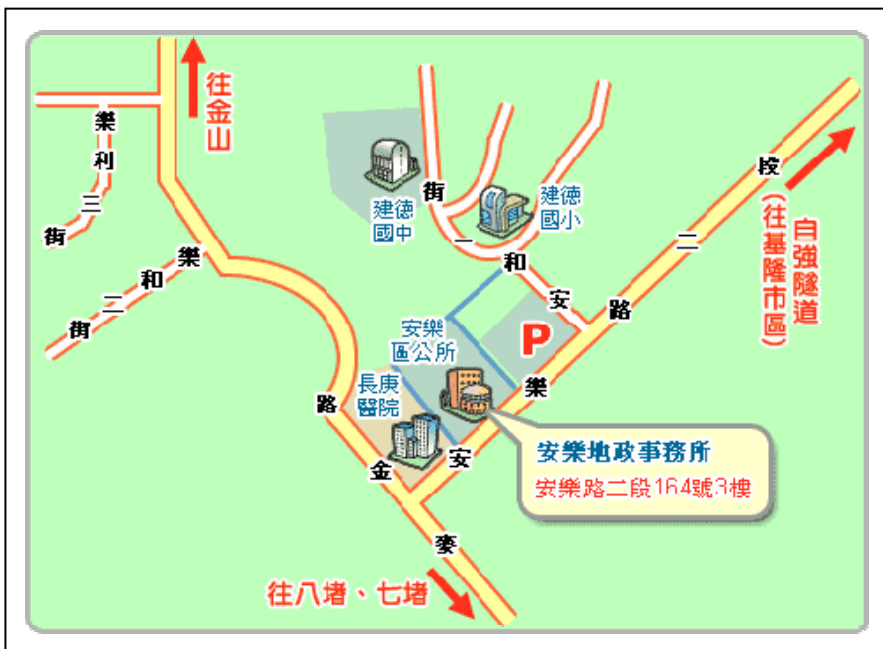 往金山
樂利三街
樂和二街
建德
國中
建德
國小
安和一街
自強隧道
(往基隆市區)
安樂路二段
P
安樂
區公所
長庚
醫院
麥金路
安樂地政事務所
安樂路二段164號3樓
往八堵、七堵